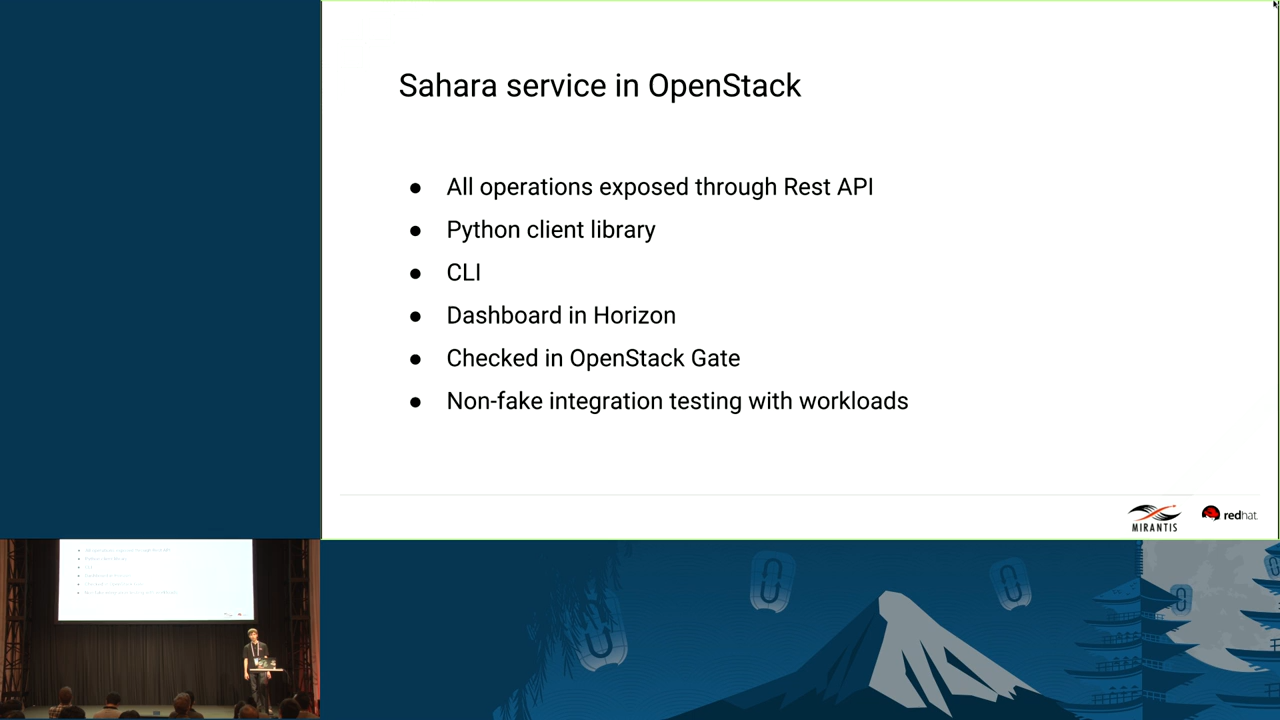 Sahara service in OpenStack
● All operations exposed through Rest API
● Python client library
● CLI
● Dashboard in Horizon
● Checked in OpenStack Gate
● Non-fake integration testing with workloads
MIRANTIS
redhat.